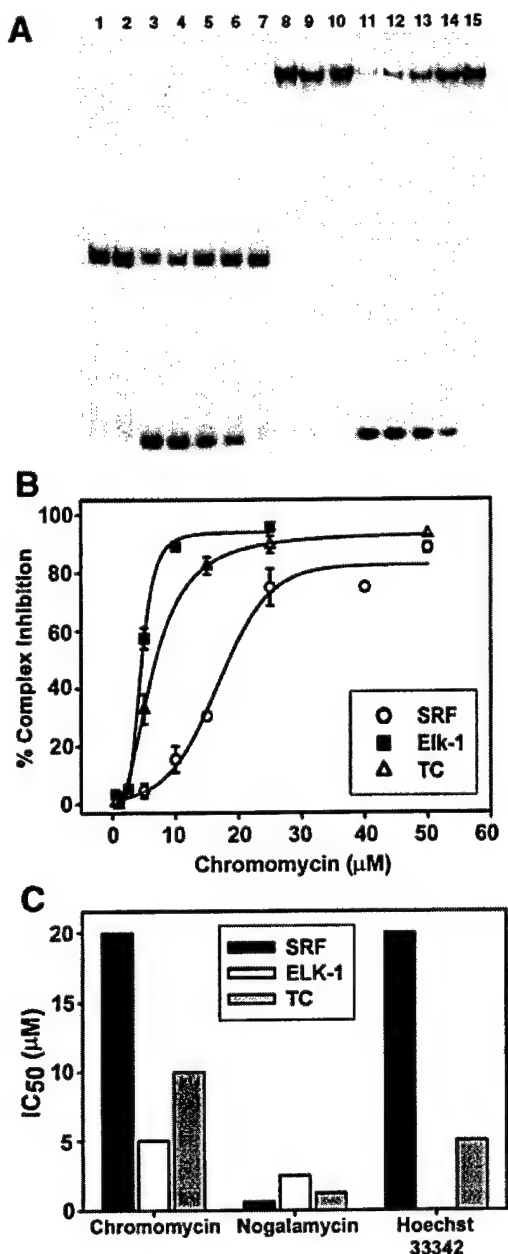 A
1 2 3 4 5 6 7 8 9 10 11 12 13 14 15
B
100
80
60
40
20
0
% Complex Inhibition
SRF
Elk-1
TC
0 10 20 30 40 50 60
Chromomycin (μM)
C
20
15
10
5
0
IC50 (μM)
SRF
ELK-1
TC
Chromomycin Nogalamycin Hoechst
33342